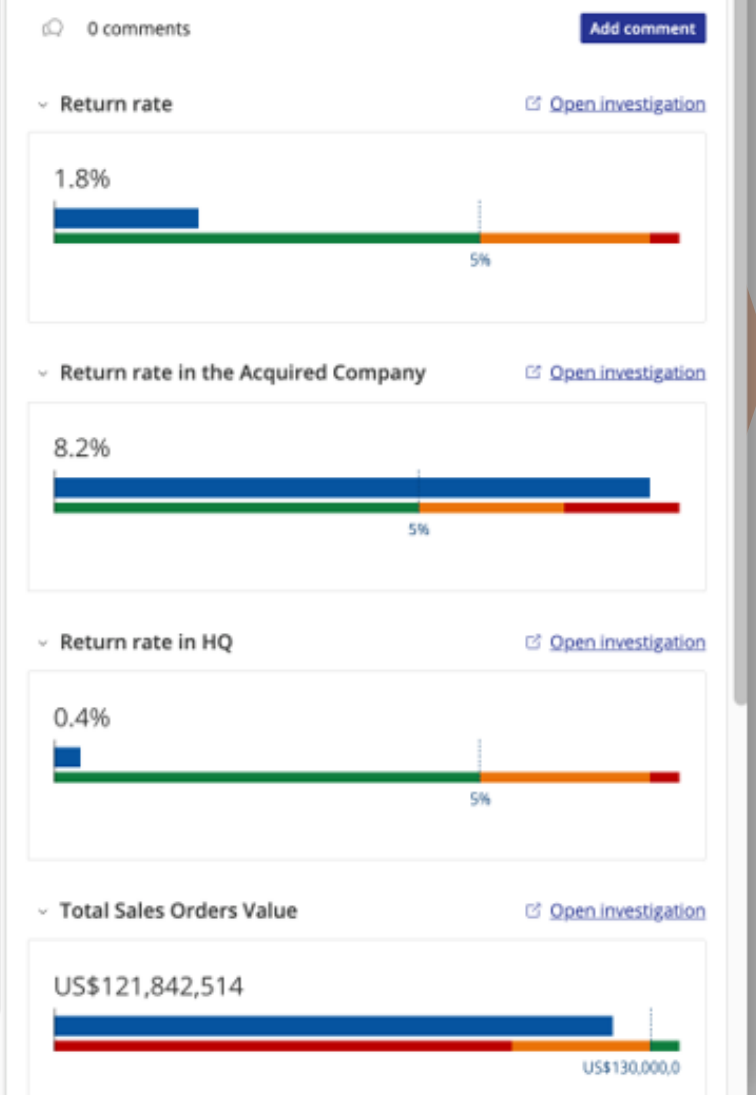 0 comments
Add comment
Return rate
Open investigation
1.8%
5%
Return rate in the Acquired Company
Open investigation
8.2%
5%
Return rate in HQ
Open investigation
0.4%
5%
Total Sales Orders Value
Open investigation
US$121,842,514
US$130,000,0